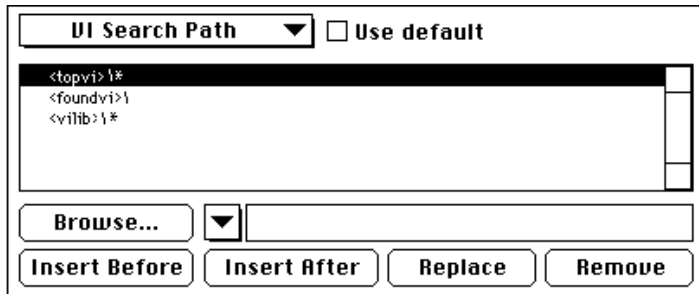 VI Search Path Use default
<topvi>\*
<foundvi>\
<vilib>\*
Browse...
Insert Before Insert After Replace Remove